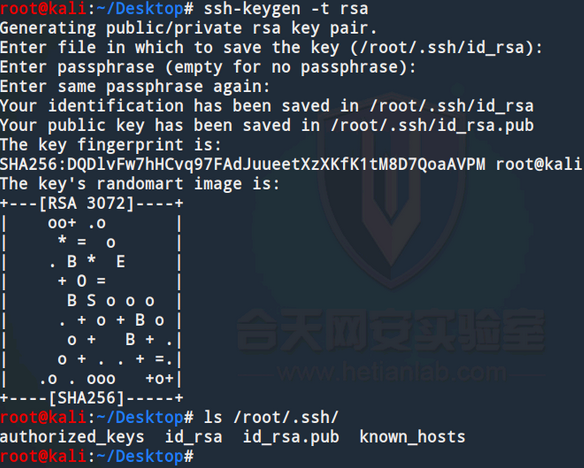 root@kali:~/Desktop# ssh-keygen -t rsa
Generating public/private rsa key pair.
Enter file in which to save the key (/root/.ssh/id_rsa):
Enter passphrase (empty for no passphrase):
Enter same passphrase again:
Your identification has been saved in /root/.ssh/id_rsa
Your public key has been saved in /root/.ssh/id_rsa.pub
The key fingerprint is:
SHA256:DQDlvFw7hHCvq97FAdJuueetXzXKfK1tM8D7QoaAVPM root@kali
The key's randomart image is:
+---[RSA 3072]----+
|    oo+ .o       |
|     * =  o      |
|    . B *  E     |
|     + O =       |
|      B S o o o  |
|     . + o + B o |
|      o +   B + .|
|     o + . . + =.|
|   .o . ooo   +o+|
+----[SHA256]-----+
合天网安实验室
www.hetianlab.com
root@kali:~/Desktop# ls /root/.ssh/
authorized_keys  id_rsa  id_rsa.pub  known_hosts
root@kali:~/Desktop#